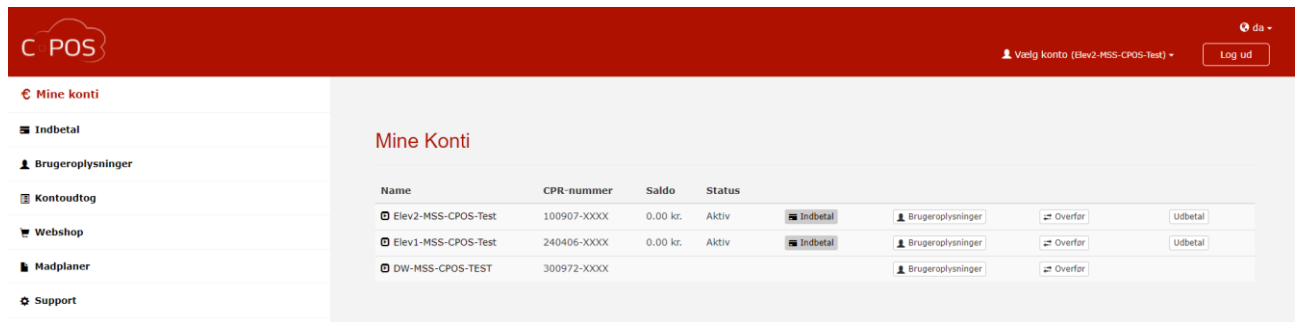 C POS
da
Vælg konto (Elev2-MSS-CPOS-Test)
Log ud
Mine konti
Indbetal
Brugeroplysninger
Kontoudtog
Webshop
Madplaner
Support
Mine Konti
Name CPR-nummer Saldo Status
Elev2-MSS-CPOS-Test 100907-XXXX 0.00 kr. Aktiv Indbetal Brugeroplysninger Overfør Udbetal
Elev1-MSS-CPOS-Test 240406-XXXX 0.00 kr. Aktiv Indbetal Brugeroplysninger Overfør Udbetal
DW-MSS-CPOS-TEST 300972-XXXX Brugeroplysninger Overfør